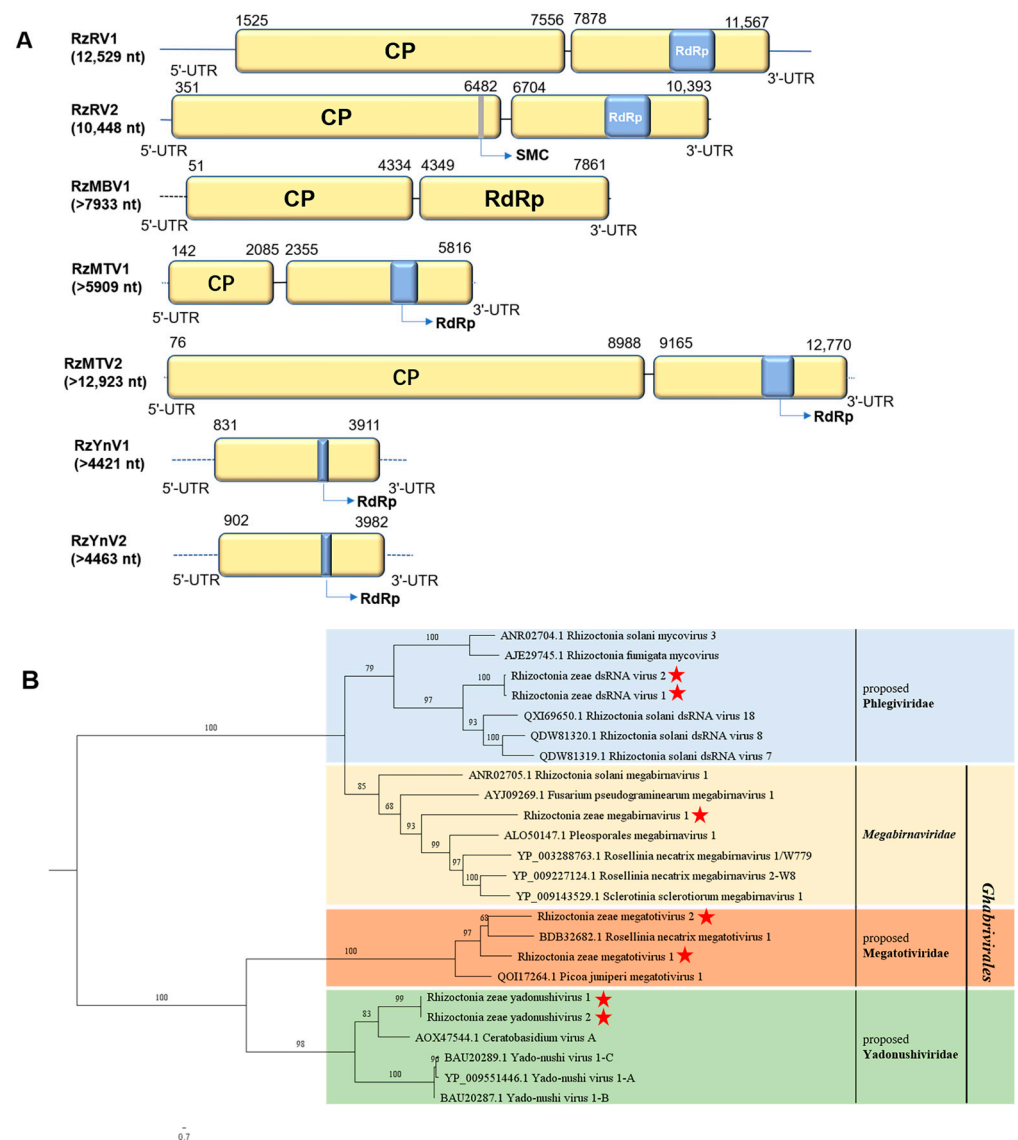 A
RzRV1
(12,529 nt)
1525
7556
7878
11,567
CP
RdRp
5'-UTR
3'-UTR
RzRV2
(10,448 nt)
351
6482
6704
10,393
CP
RdRp
SMC
5'-UTR
3'-UTR
RzMBV1
(>7933 nt)
51
4334
4349
7861
CP
RdRp
5'-UTR
3'-UTR
RzMTV1
(>5909 nt)
142
2085
2355
5816
CP
5'-UTR
3'-UTR
RdRp
RzMTV2
(>12,923 nt)
76
8988
9165
12,770
CP
5'-UTR
3'-UTR
RdRp
RzYnV1
(>4421 nt)
831
3911
5'-UTR
3'-UTR
RdRp
RzYnV2
(>4463 nt)
902
3982
5'-UTR
3'-UTR
RdRp
B
100
79
100
ANR02704.1 Rhizoctonia solani mycovirus 3
AJE29745.1 Rhizoctonia fumigata mycovirus
97
100
Rhizoctonia zeae dsRNA virus 2
Rhizoctonia zeae dsRNA virus 1
93
QXI69650.1 Rhizoctonia solani dsRNA virus 18
100
QDW81320.1 Rhizoctonia solani dsRNA virus 8
QDW81319.1 Rhizoctonia solani dsRNA virus 7
proposed
Phlegiviridae
85
ANR02705.1 Rhizoctonia solani megabirnavirus 1
68
AYJ09269.1 Fusarium pseudograminearum megabirnavirus 1
93
Rhizoctonia zeae megabirnavirus 1
99
ALO50147.1 Pleosporales megabirnavirus 1
97
YP_003288763.1 Rosellinia necatrix megabirnavirus 1/W779
100
YP_009227124.1 Rosellinia necatrix megabirnavirus 2-W8
YP_009143529.1 Sclerotinia sclerotiorum megabirnavirus 1
Megabirnaviridae
100
100
97
68
Rhizoctonia zeae megatotivirus 2
BDB32682.1 Rosellinia necatrix megatotivirus 1
Rhizoctonia zeae megatotivirus 1
QOI17264.1 Picoa juniperi megatotivirus 1
proposed
Megatotiviridae
98
83
99
Rhizoctonia zeae yadonushivirus 1
Rhizoctonia zeae yadonushivirus 2
AOX47544.1 Ceratobasidium virus A
100
BAU20289.1 Yado-nushi virus 1-C
YP_009551446.1 Yado-nushi virus 1-A
BAU20287.1 Yado-nushi virus 1-B
proposed
Yadonushiviridae
Ghabrivirales
0.7